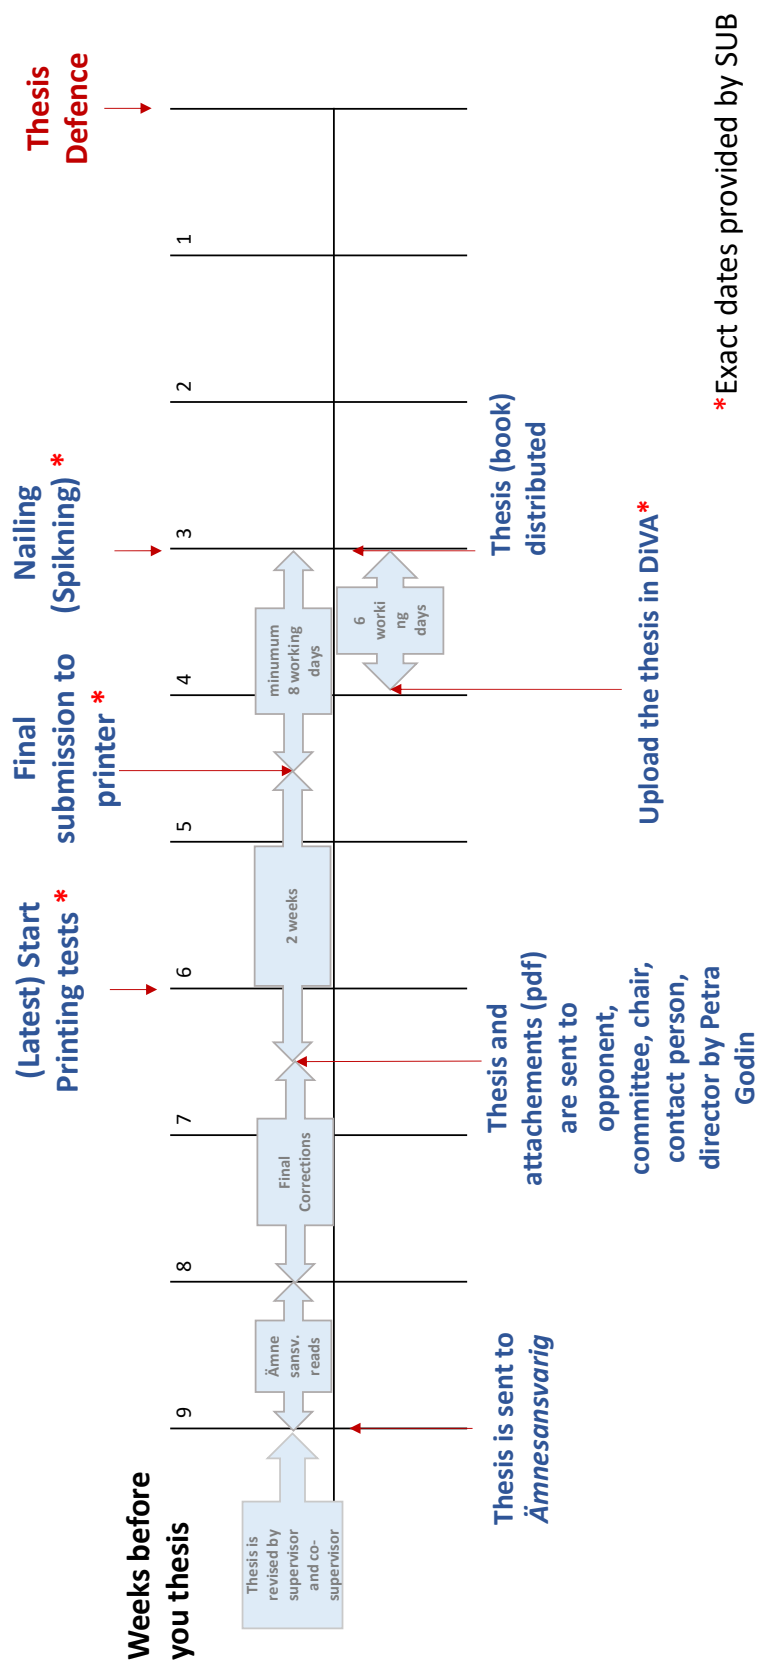 Weeks before
you thesis
9
8
7
6
5
4
3
2
1
(Latest) Start
Printing tests *
Final
submission to
printer *
Nailing
(Spikning) *
Thesis
Defence
Thesis is
revised by
supervisor
and co-
supervisor
Ämne
sansv.
reads
Final
Corrections
2 weeks
minumum
8 working
days
6
worki
ng
days
Thesis is sent to
Ämnesansvarig
Thesis and
attachements (pdf)
are sent to
opponent,
committee, chair,
contact person,
director by Petra
Godin
Upload the thesis in DiVA*
Thesis (book)
distributed
*Exact dates provided by SUB